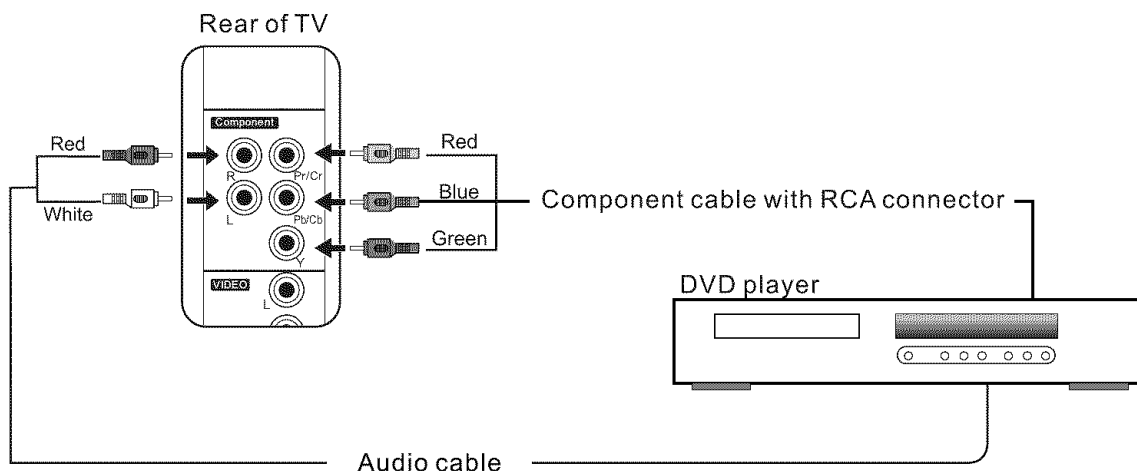 Rear of TV
Component
Red
Red
R
Pr/Cr
Blue
Component cable with RCA connector
White
L
Pb/Cb
Green
Y
VIDEO
L
DVD player
Audio cable